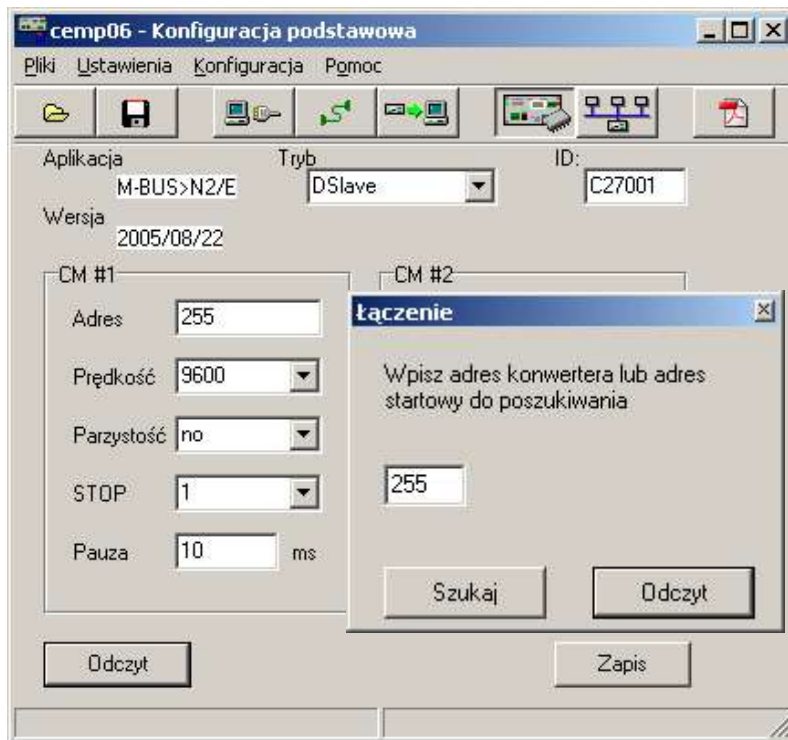 cemp06 - Konfiguracja podstawowa
Pliki Ustawienia Konfiguracja Pomoc
Aplikacja Tryb ID:
M-BUS>N2/E DSlave C27001
Wersja
2005/08/22
CM #1 CM #2
Adres 255
Prędkość 9600
Parzystość no
STOP 1
Pauza 10 ms
Łączenie
Wpisz adres konwertera lub adres
startowy do poszukiwania
255
Szukaj Odczyt
Odczyt Zapis